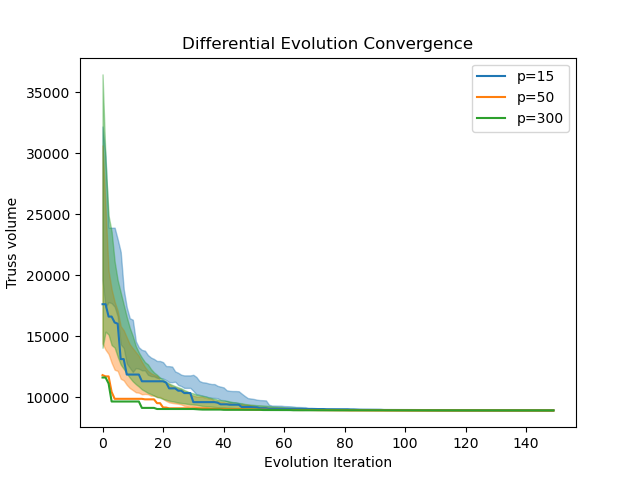 Differential Evolution Convergence
p=15
p=50
p=300
Truss volume
35000
30000
25000
20000
15000
10000
0 20 40 60 80 100 120 140
Evolution Iteration